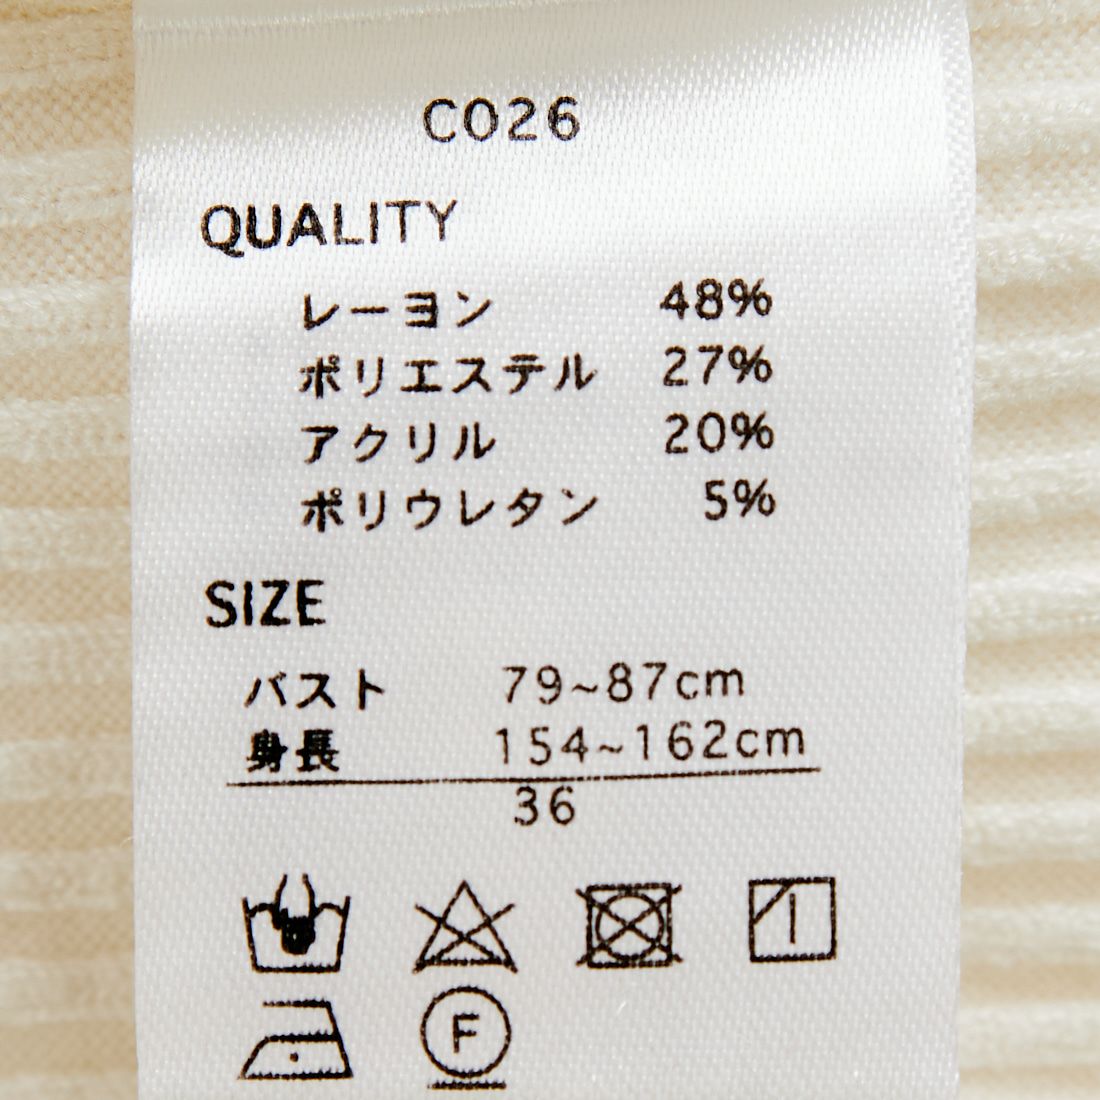 C026
QUALITY
レーヨン 48%
ポリエステル 27%
アクリル 20%
ポリウレタン 5%
SIZE
バスト 79~87cm
身長 154~162cm
36
F